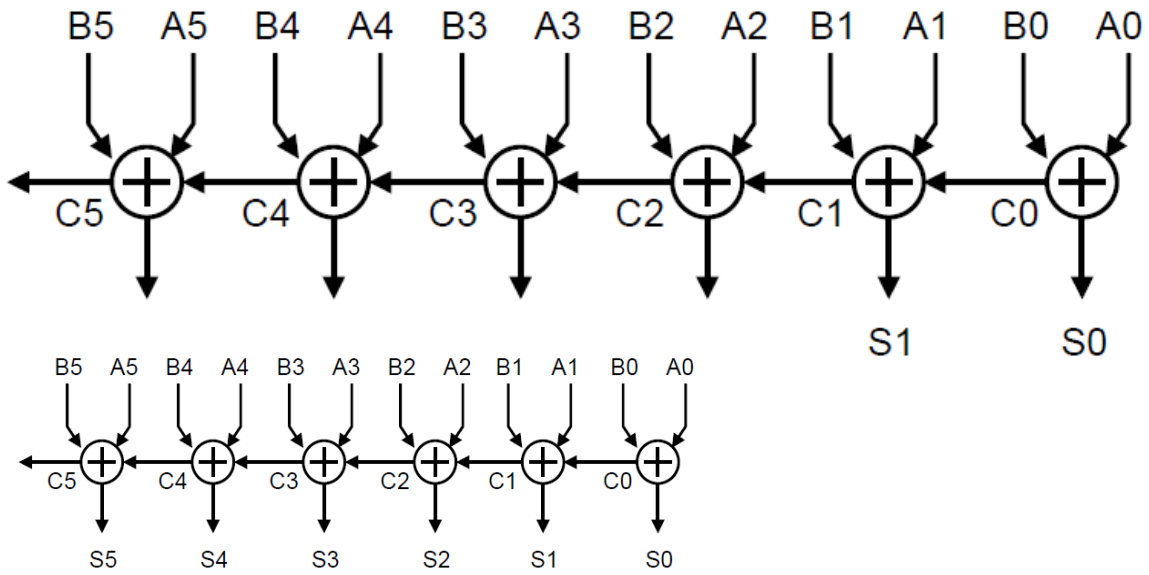 B5 A5 B4 A4 B3 A3 B2 A2 B1 A1 B0 A0
C5 C4 C3 C2 C1 C0
S1 S0
B5 A5 B4 A4 B3 A3 B2 A2 B1 A1 B0 A0
C5 C4 C3 C2 C1 C0
S5 S4 S3 S2 S1 S0